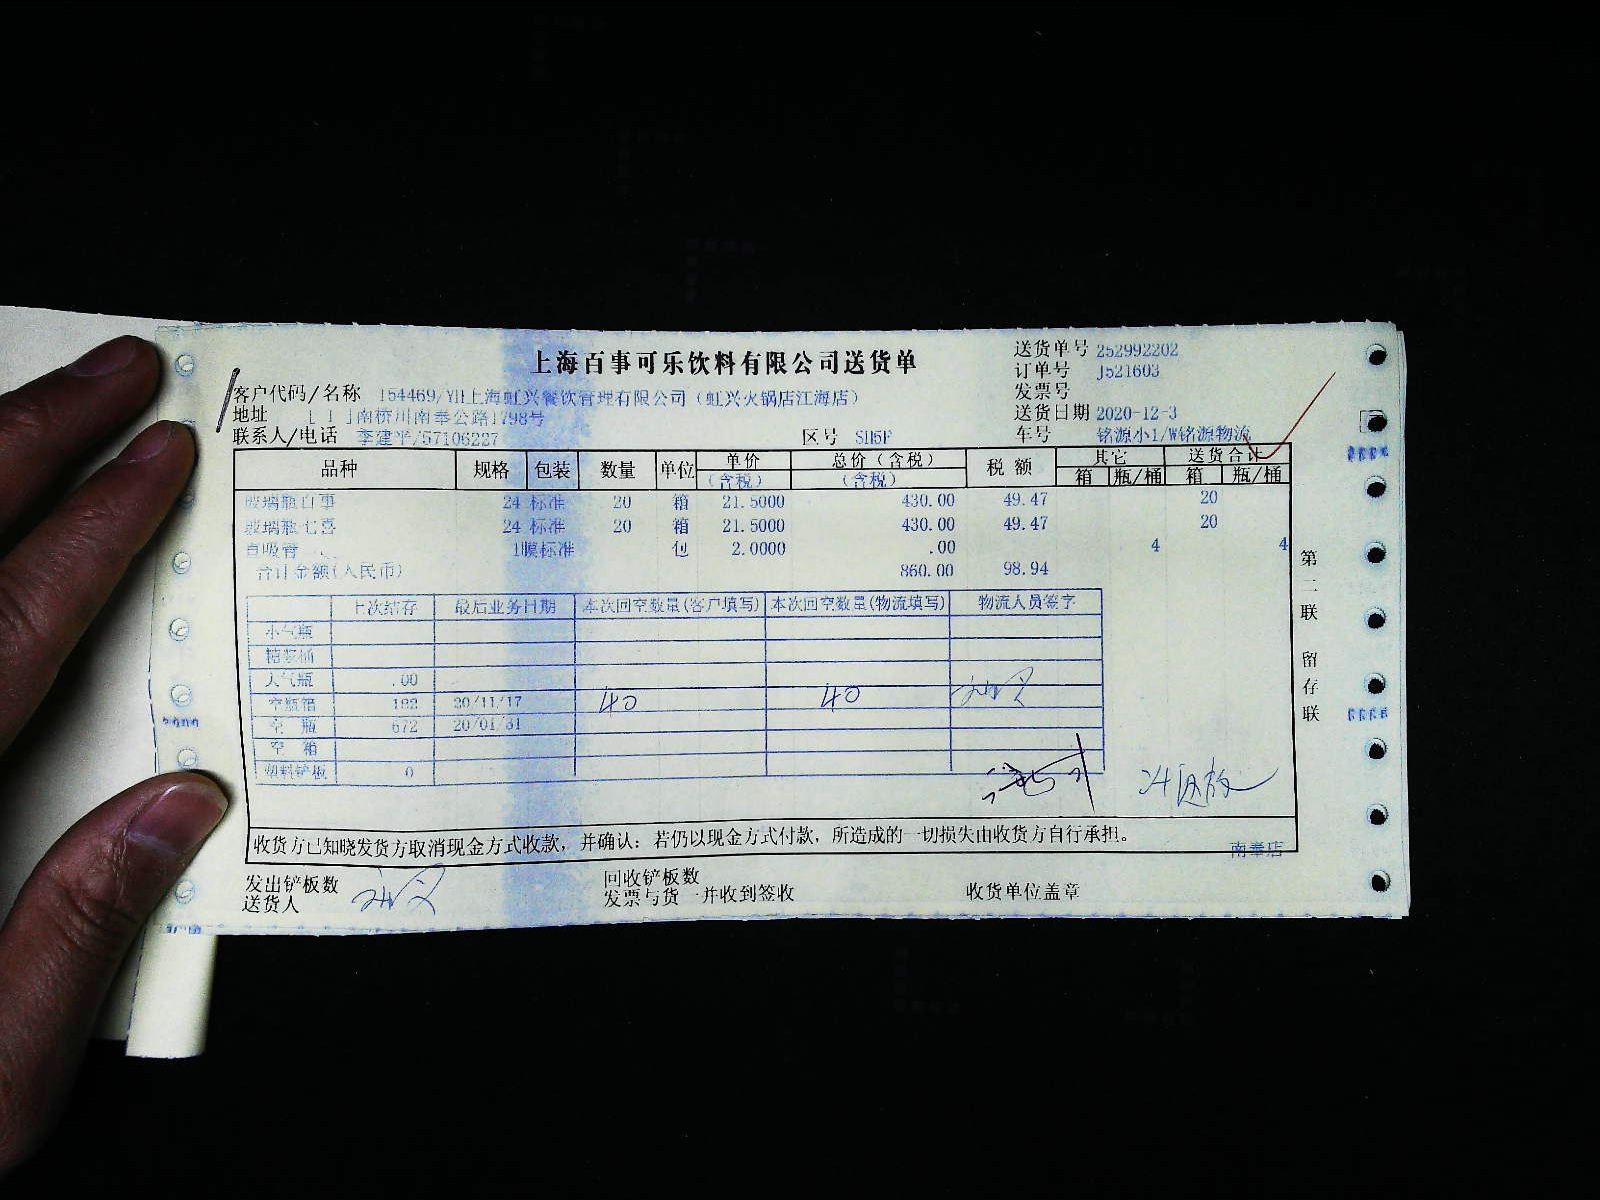 上海百事可乐饮料有限公司送货单
送货单号 252992202
订单号 J521603
发票号
送货日期 2020-12-3
车号 铭源小1/W铭源物流
客户代码/名称 154469/YH上海虹兴餐饮管理有限公司(虹兴火锅店江海店)
地址 南桥川南奉公路1798号
联系人/电话 李建平/57106227
区号 SH5F
品种 规格 包装 数量 单位 单价(含税) 总价(含税) 税额 其它 送货合计
箱 瓶/桶 箱 瓶/桶
玻璃瓶百事 24 标准 20 箱 21.5000 430.00 49.47 20
玻璃瓶七喜 24 标准 20 箱 21.5000 430.00 49.47 20
直吸管 1膜标准 包 2.0000 .00 4 4
合计金额(人民币) 860.00 98.94
上次结存 最后业务日期 本次回空数量(客户填写) 本次回空数量(物流填写) 物流人员签字
小气瓶
糖浆桶
大气瓶 .00
空瓶箱 182 20/11/17 40 40
空瓶 672 20/01/31
空箱
塑料铲板 0
收货方已知晓发货方取消现金方式收款，并确认：若仍以现金方式付款，所造成的一切损失由收货方自行承担。
南奉店
发出铲板数 回收铲板数
送货人 发票与货一并收到签收 收货单位盖章
第二联 留存联